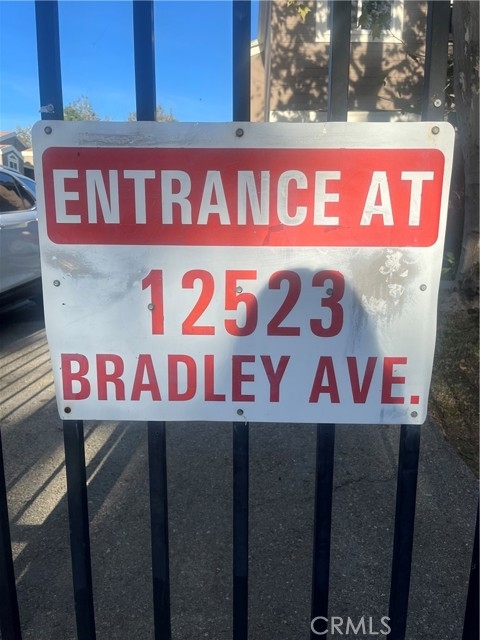 ENTRANCE AT
12523
BRADLEY AVE.
CRMLS